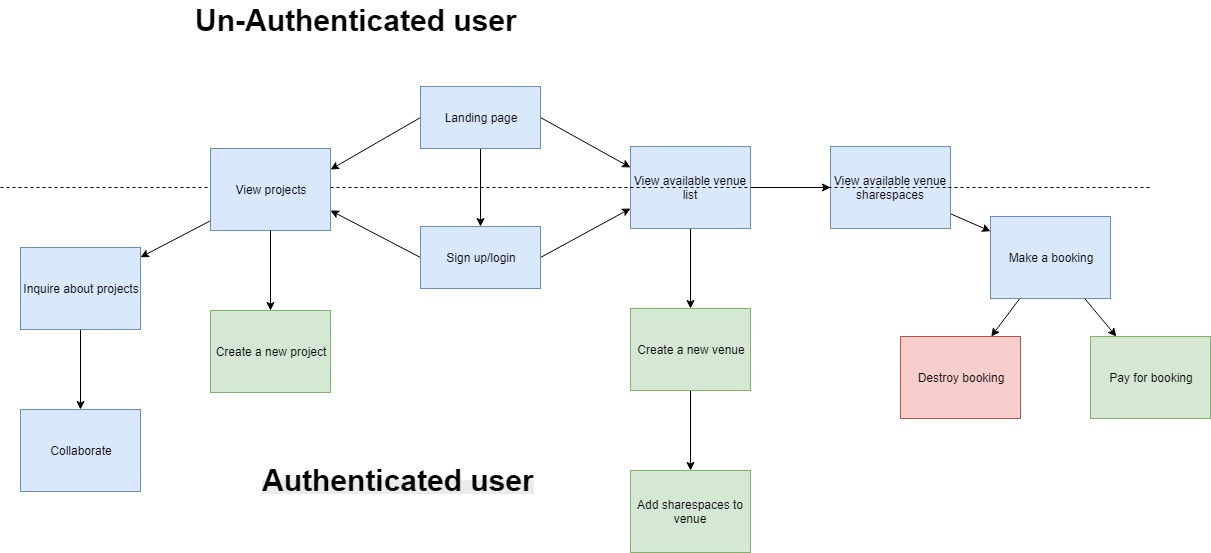 Un-Authenticated user
Landing page
View projects
View available venue
list
View available venue
sharespaces
Sign up/login
Make a booking
Inquire about projects
Create a new project
Create a new venue
Destroy booking
Pay for booking
Collaborate
Authenticated user
Add sharespaces to
venue